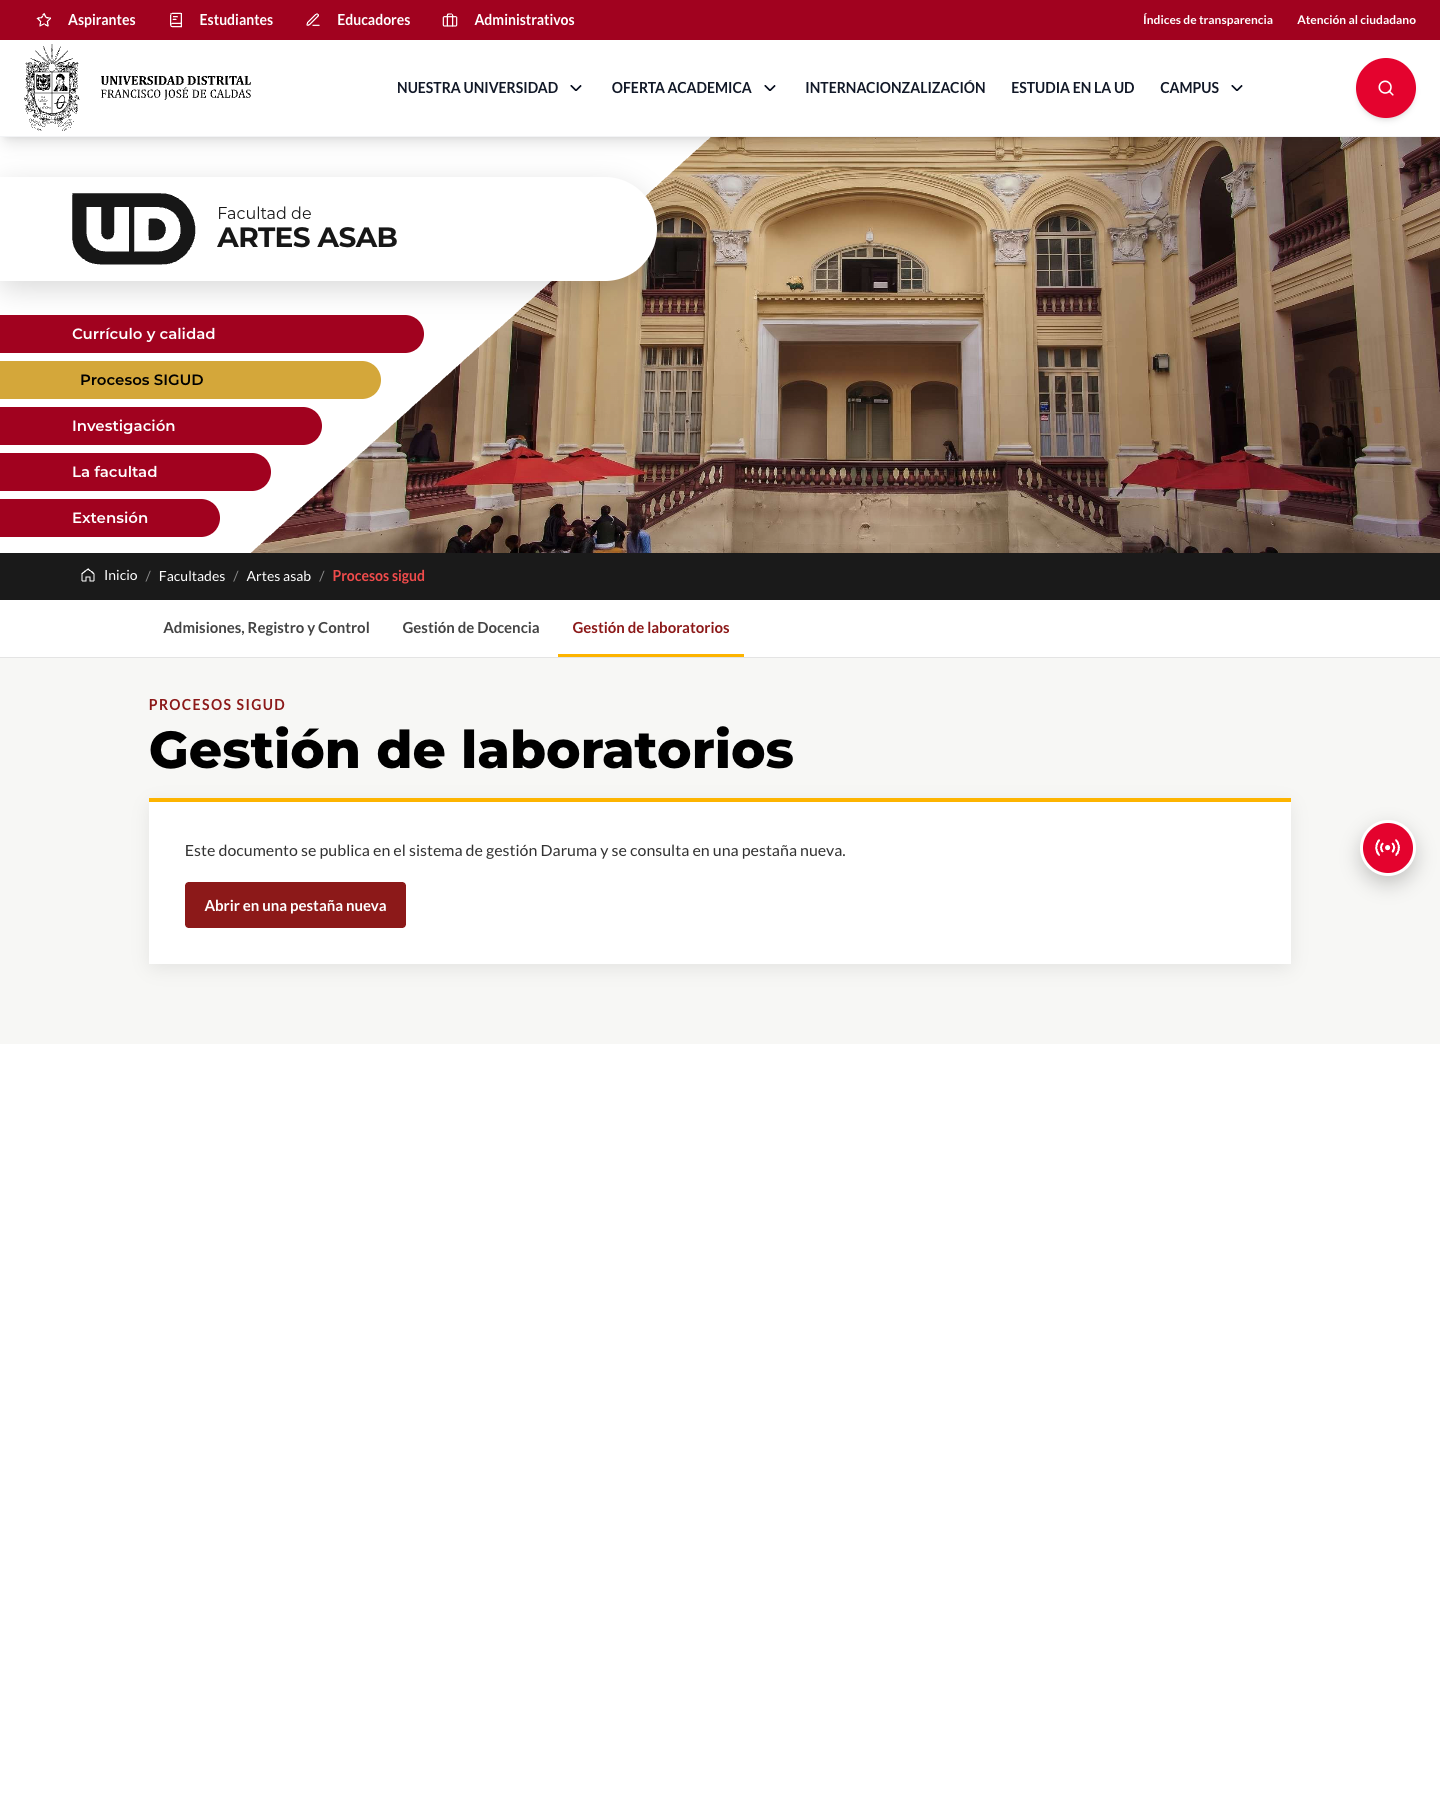 Aspirantes
Estudiantes
Educadores
Administrativos
Índices de transparencia
Atención al ciudadano
UNIVERSIDAD DISTRITAL
FRANCISCO JOSÉ DE CALDAS
NUESTRA UNIVERSIDAD
OFERTA ACADEMICA
INTERNACIONZALIZACIÓN
ESTUDIA EN LA UD
CAMPUS
UD
Facultad de
ARTES ASAB
Currículo y calidad
Procesos SIGUD
Investigación
La facultad
Extensión
Inicio / Facultades / Artes asab / Procesos sigud
Admisiones, Registro y Control
Gestión de Docencia
Gestión de laboratorios
PROCESOS SIGUD
Gestión de laboratorios
Este documento se publica en el sistema de gestión Daruma y se consulta en una pestaña nueva.
Abrir en una pestaña nueva